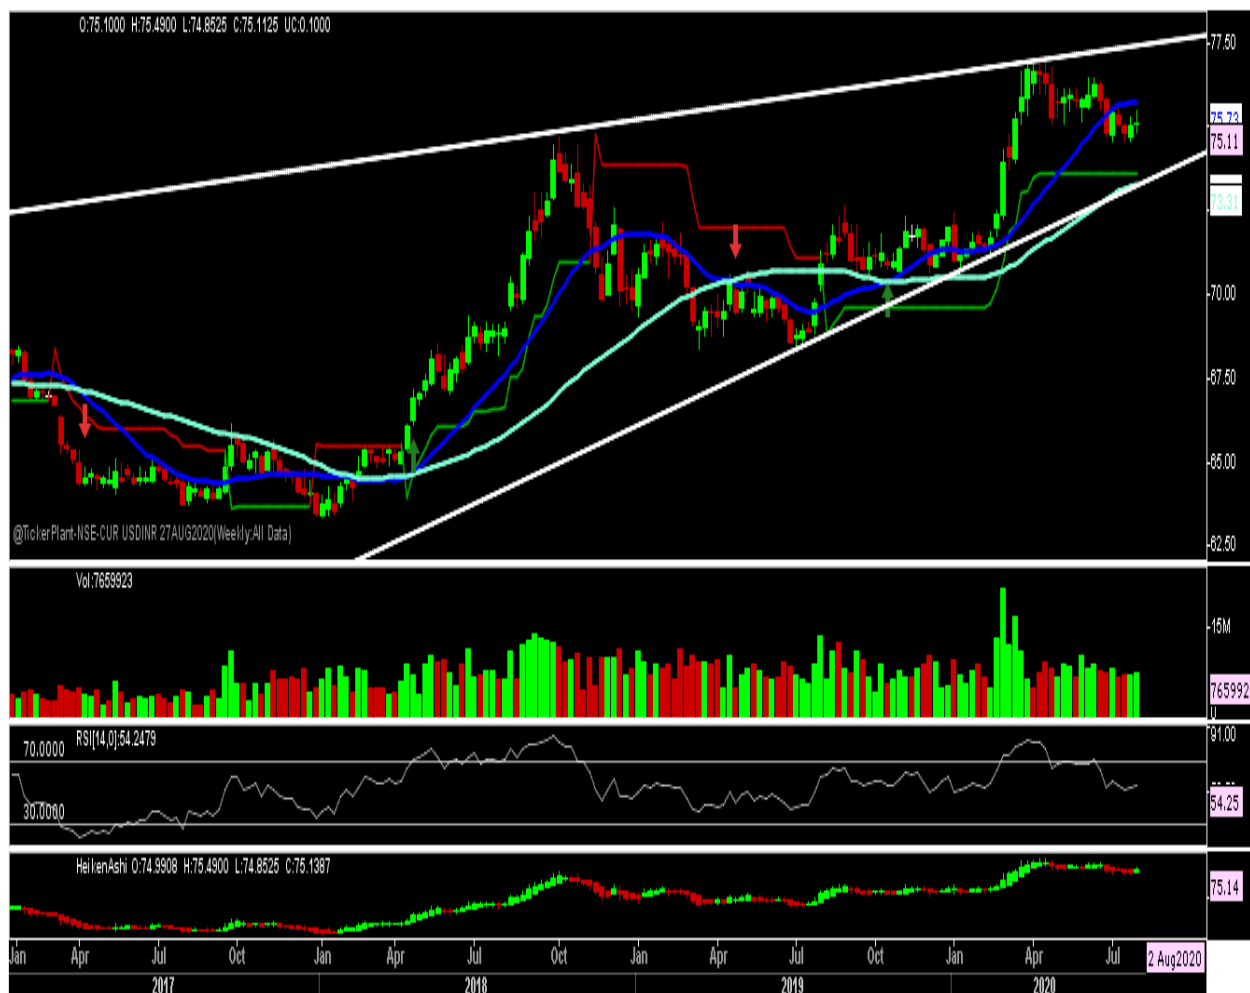 O:75.1000 H:75.4900 L:74.8525 C:75.1125 UC:0.1000
77.50
75.73
75.11
73.31
70.00
67.50
65.00
62.50
@TickerPlant-NSE-CUR USDINR 27AUG2020(Weekly:All Data)
Vol:7659923
15M
765992
RSI[14,0]:54.2479
91.00
70.0000
54.25
30.0000
HeikenAshi O:74.9908 H:75.4900 L:74.8525 C:75.1387
75.14
Jan Apr Jul Oct Jan Apr Jul Oct Jan Apr Jul Oct Jan Apr Jul 2 Aug2020
2017 2018 2019 2020